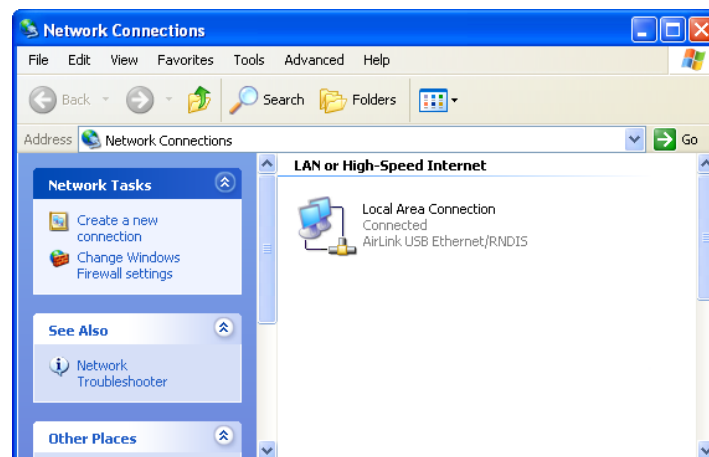 Network Connections
File Edit View Favorites Tools Advanced Help
Back Search Folders
Address Network Connections Go
Network Tasks
Create a new
connection
Change Windows
Firewall settings
See Also
Network
Troubleshooter
Other Places
LAN or High-Speed Internet
Local Area Connection
Connected
AirLink USB Ethernet/RNDIS